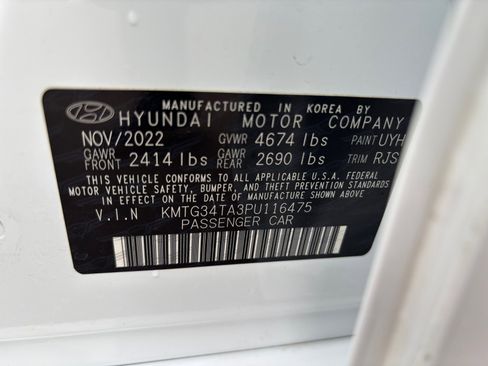 MANUFACTURED IN KOREA BY
HYUNDAI MOTOR COMPANY
NOV/2022 GVWR 4674 lbs PAINT UYH
GAWR FRONT 2414 lbs GAWR REAR 2690 lbs TRIM RJS
THIS VEHICLE CONFORMS TO ALL APPLICABLE U.S.A. FEDERAL
MOTOR VEHICLE SAFETY, BUMPER, AND THEFT PREVENTION STANDARDS
IN EFFECT ON THE DATE OF MANUFACTURE SHOWN ABOVE.
V.I.N KMTG34TA3PU116475
PASSENGER CAR